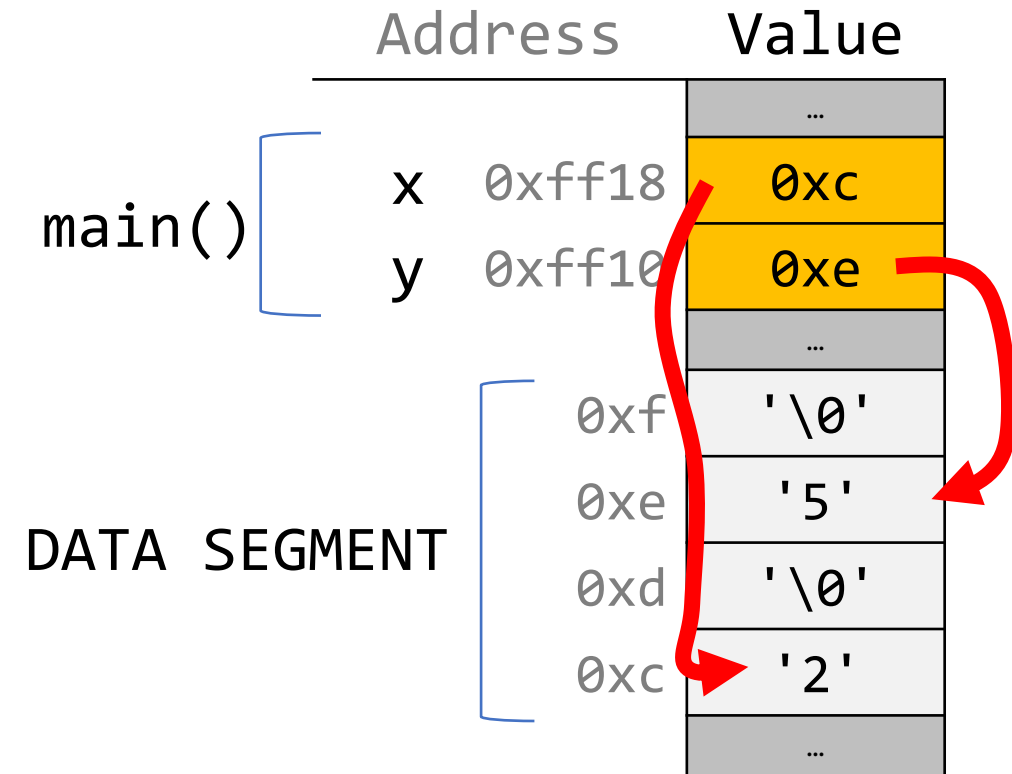 Address Value
…
x 0xff18 0xc
main()
y 0xff10 0xe
…
0xf '\0'
0xe '5'
DATA SEGMENT
0xd '\0'
0xc '2'
…